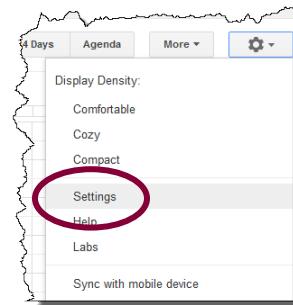 4 Days Agenda More
Display Density:
Comfortable
Cozy
Compact
Settings
Help
Labs
Sync with mobile device